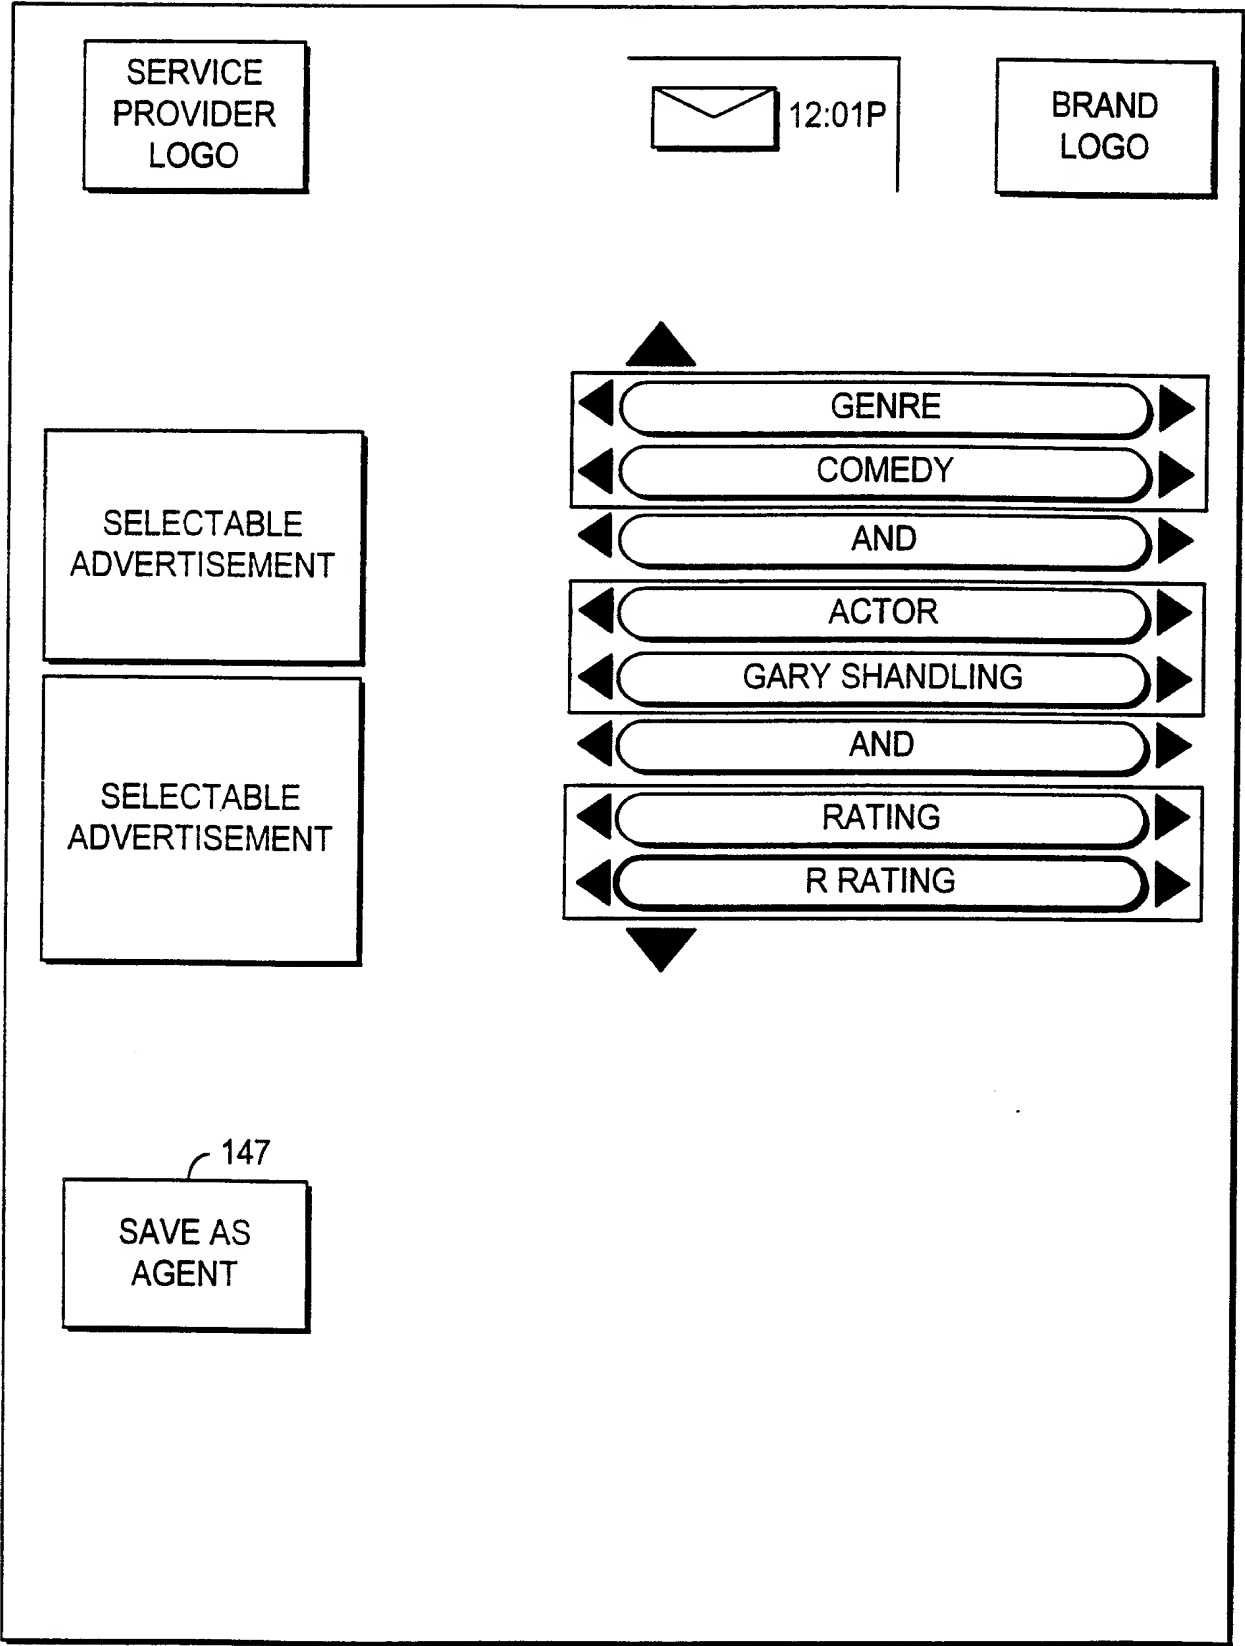 SERVICE
PROVIDER
LOGO
12:01P
BRAND
LOGO
GENRE
COMEDY
AND
ACTOR
GARY SHANDLING
AND
RATING
R RATING
SELECTABLE
ADVERTISEMENT
SELECTABLE
ADVERTISEMENT
147
SAVE AS
AGENT